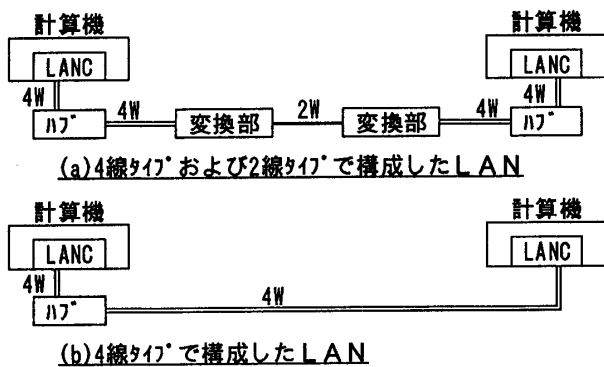 計算機 計算機
LANC LANC
4W 4W
ﾊﾌﾞ 4W 変換部 2W 変換部 4W ﾊﾌﾞ
(a)4線ﾀｲﾌﾟおよび2線ﾀｲﾌﾟで構成したLAN
計算機 計算機
LANC LANC
4W
ﾊﾌﾞ 4W
(b)4線ﾀｲﾌﾟで構成したLAN